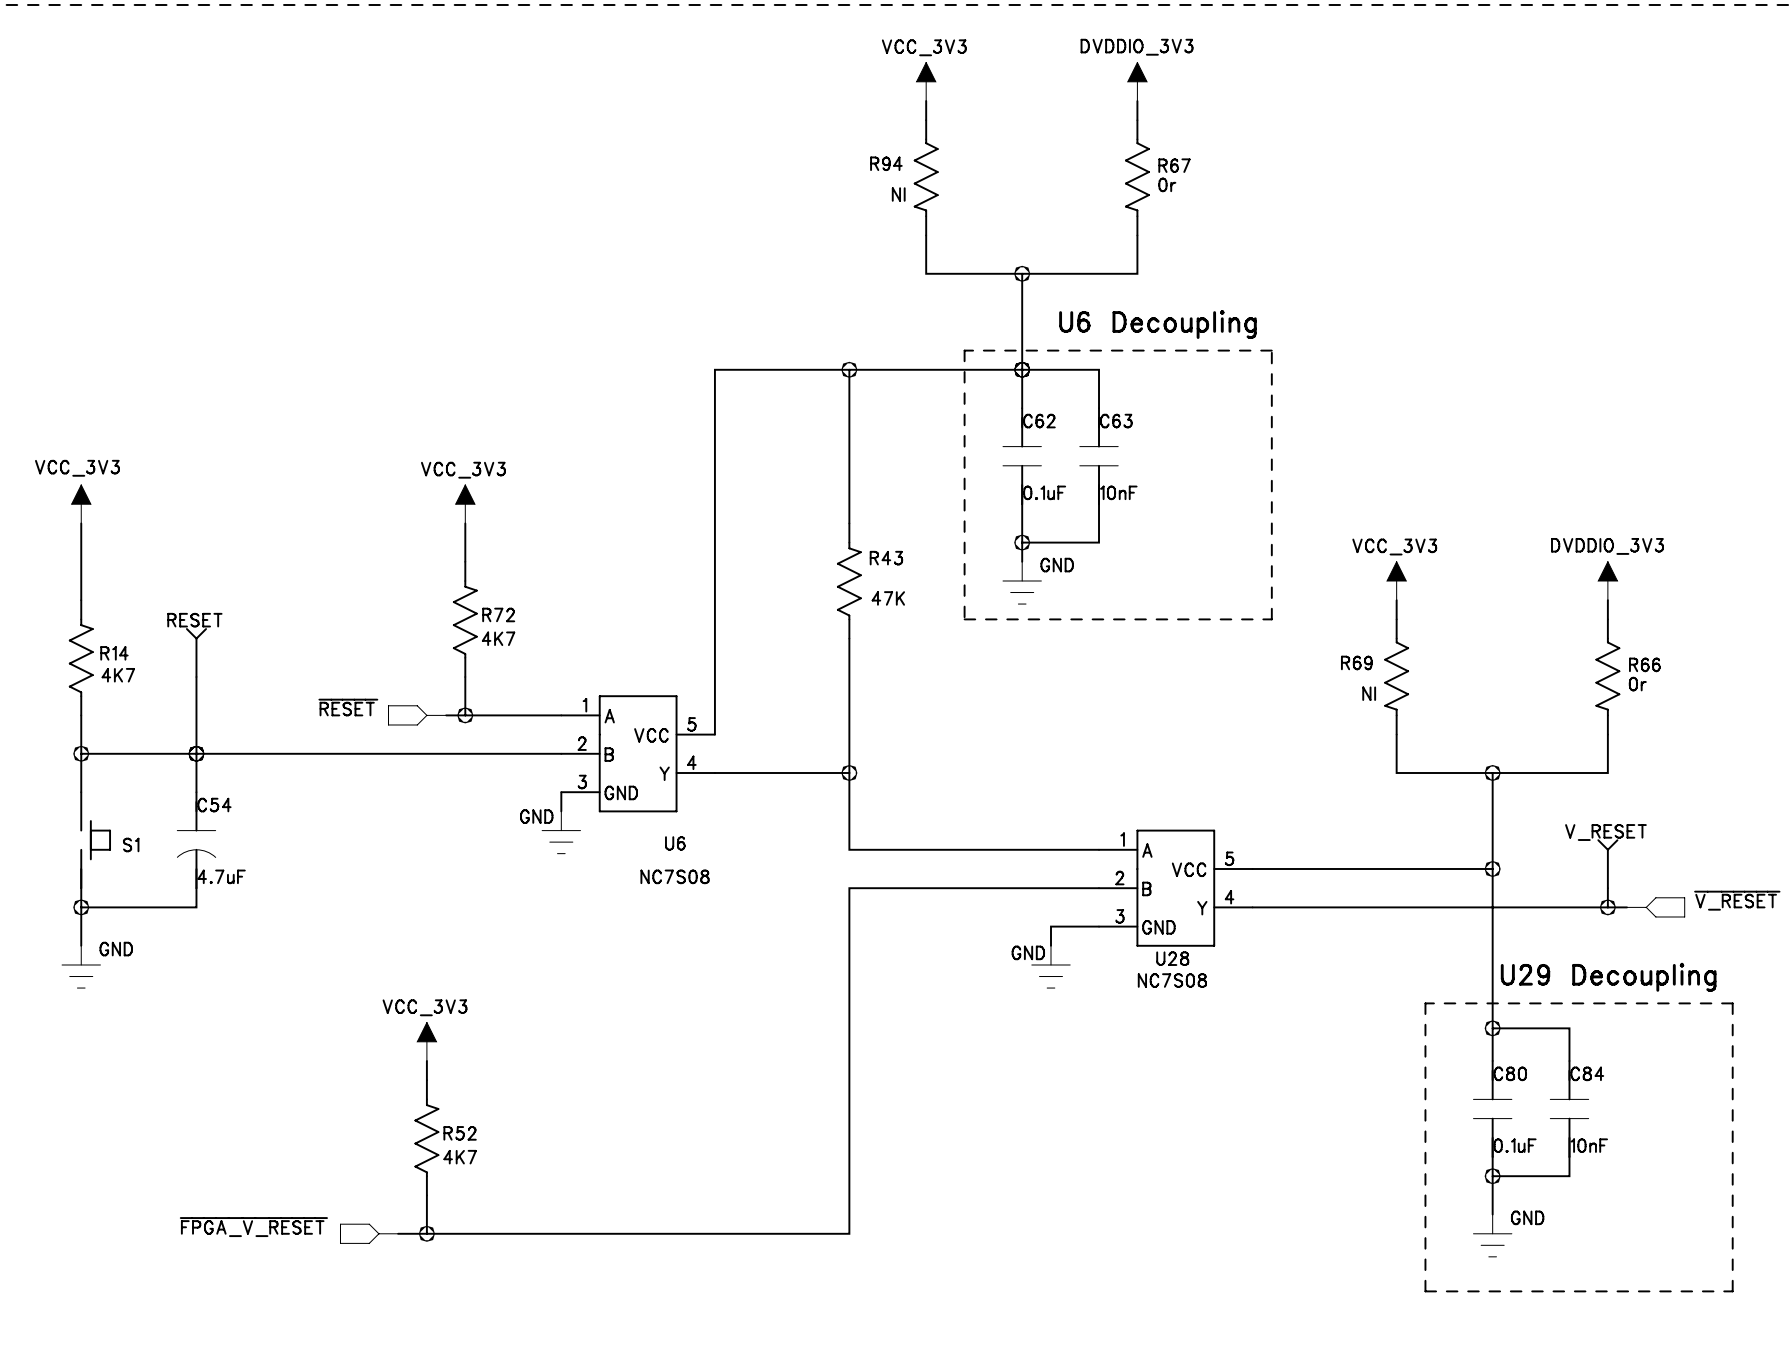 VCC_3V3
DVDDIO_3V3
R94
NI
R67
0r
U6 Decoupling
C62
C63
0.1uF
10nF
GND
VCC_3V3
VCC_3V3
R43
47K
VCC_3V3
DVDDIO_3V3
RESET
R72
4K7
R14
4K7
R69
NI
R66
0r
RESET
1
A
5
VCC
2
B
4
Y
3
GND
GND
U6
NC7S08
C54
4.7uF
S1
GND
1
A
5
VCC
2
B
4
Y
3
GND
GND
U28
NC7S08
V_RESET
V_RESET
U29 Decoupling
C80
C84
0.1uF
10nF
GND
VCC_3V3
R52
4K7
FPGA_V_RESET